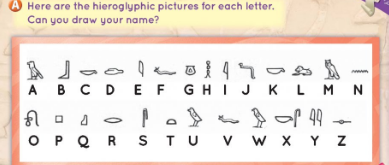 A Here are the hieroglyphic pictures for each letter.
Can you draw your name?
A B C D E F G H I J K L M N
O P Q R S T U V W X Y Z